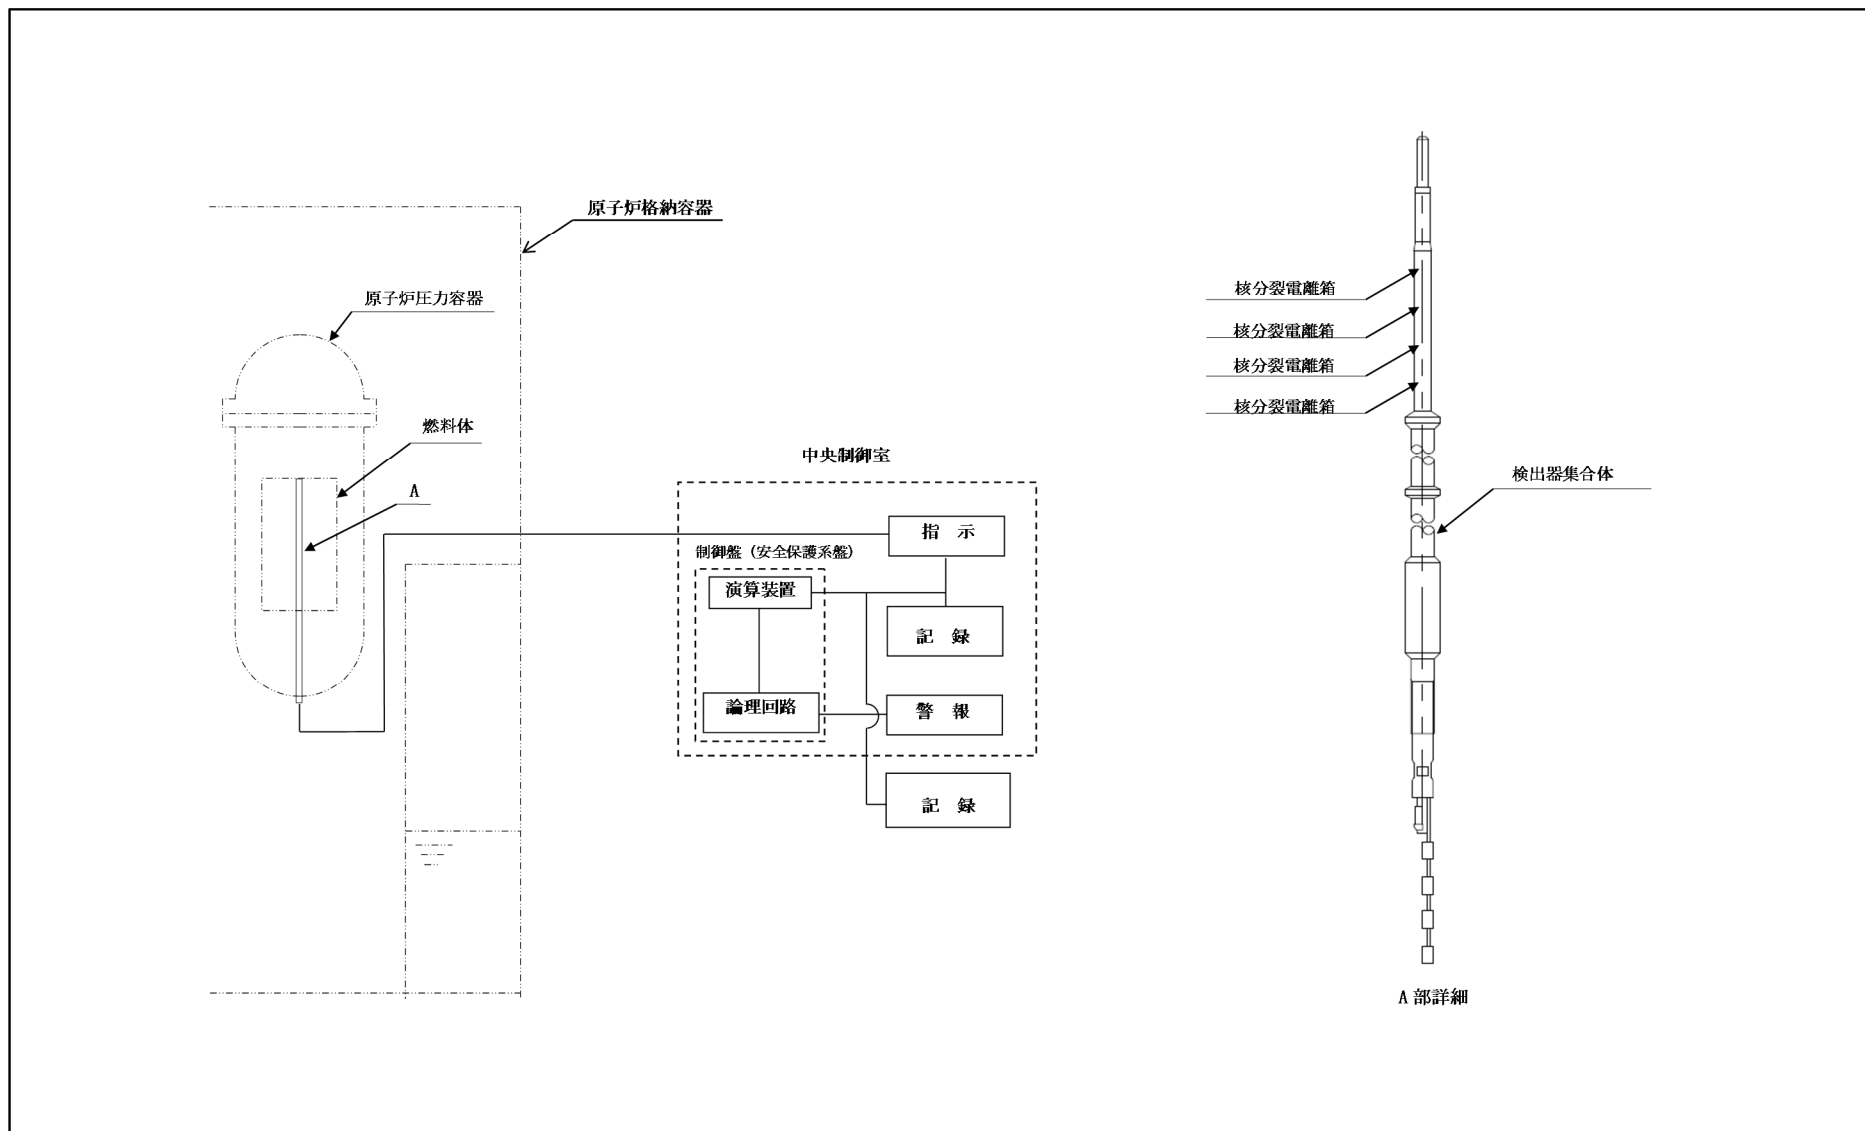 原子炉格納容器
原子炉圧力容器
燃料体
A
中央制御室
指　示
制御盤（安全保護系盤）
演算装置
記　録
論理回路
警　報
記　録
核分裂電離箱
核分裂電離箱
核分裂電離箱
核分裂電離箱
検出器集合体
A 部詳細